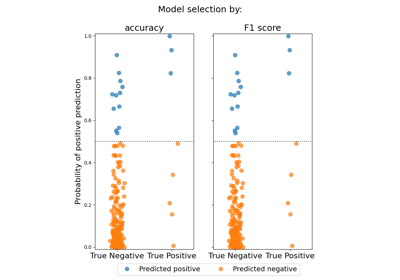 Model selection by:
accuracy
F1 score
Probability of positive prediction
1.0
0.8
0.6
0.4
0.2
0.0
True Negative True Positive
True Negative True Positive
Predicted positive Predicted negative